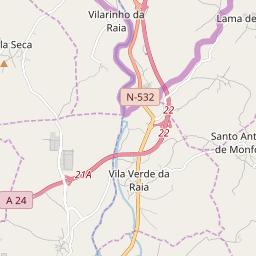 Vilarinho da
Raia
Lama de
la Seca
N-532
22
22
Santo Ant
de Monfo
21A
Vila Verde da
Raia
A 24